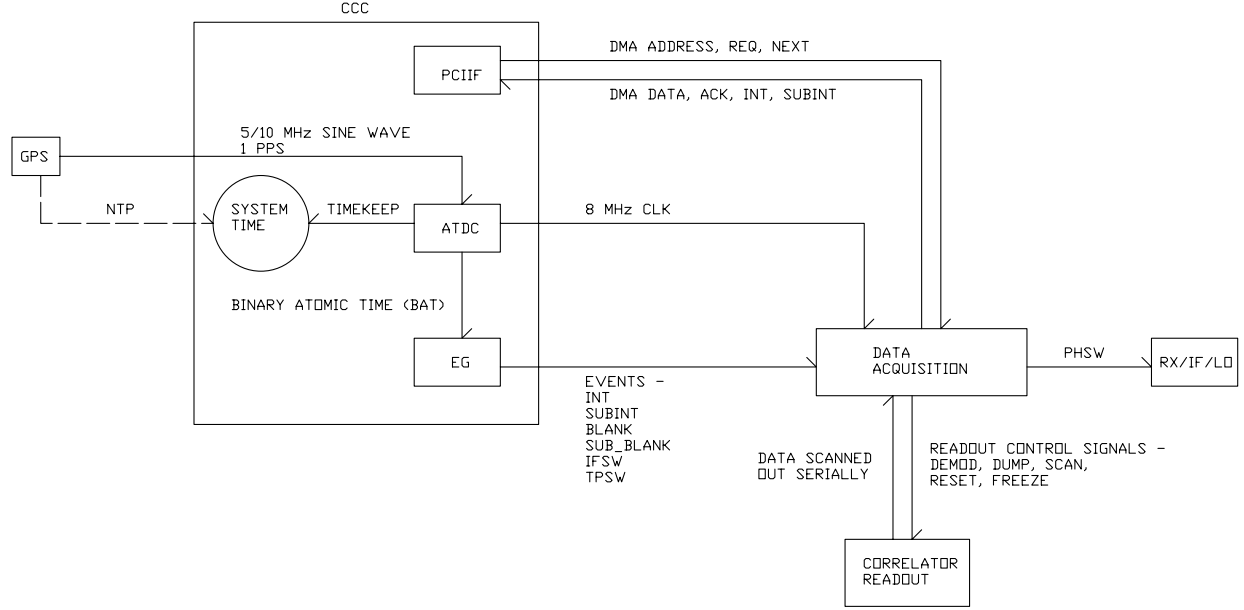 CCC
DMA ADDRESS, REQ, NEXT
PCIIF
DMA DATA, ACK, INT, SUBINT
5/10 MHz SINE WAVE
1 PPS
GPS
NTP
SYSTEM
TIME
TIMEKEEP
ATDC
8 MHz CLK
BINARY ATOMIC TIME (BAT)
EG
DATA
ACQUISITION
PHSW
RX/IF/LO
EVENTS -
INT
SUBINT
BLANK
SUB_BLANK
IFSW
TPSW
DATA SCANNED
OUT SERIALLY
READOUT CONTROL SIGNALS -
DEMOD, DUMP, SCAN,
RESET, FREEZE
CORRELATOR
READOUT